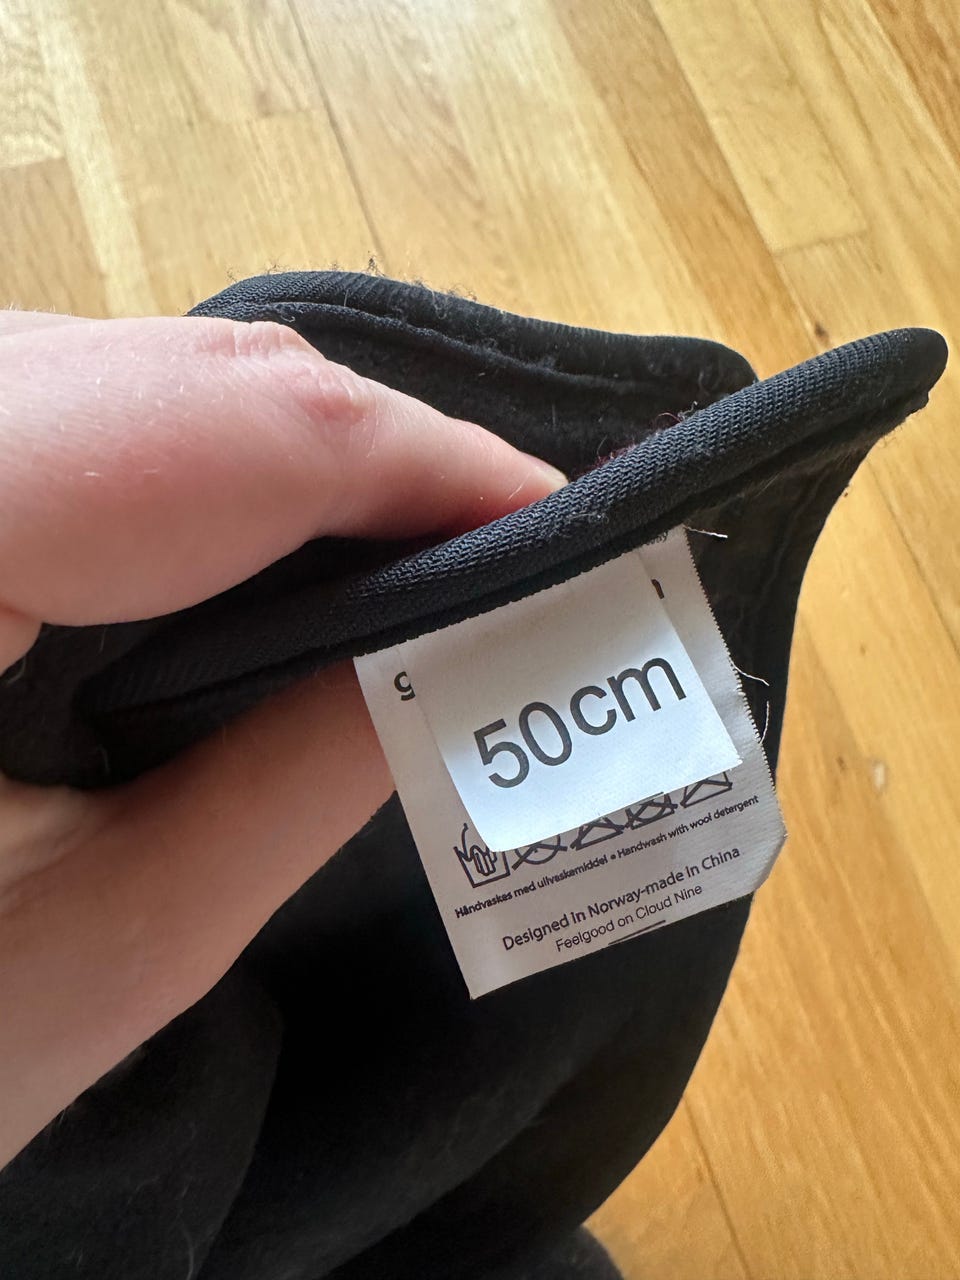 50cm
Håndvaskes med ullvaskemiddel • Handwash with wool detergent
Designed in Norway-made In China
Feelgood on Cloud Nine